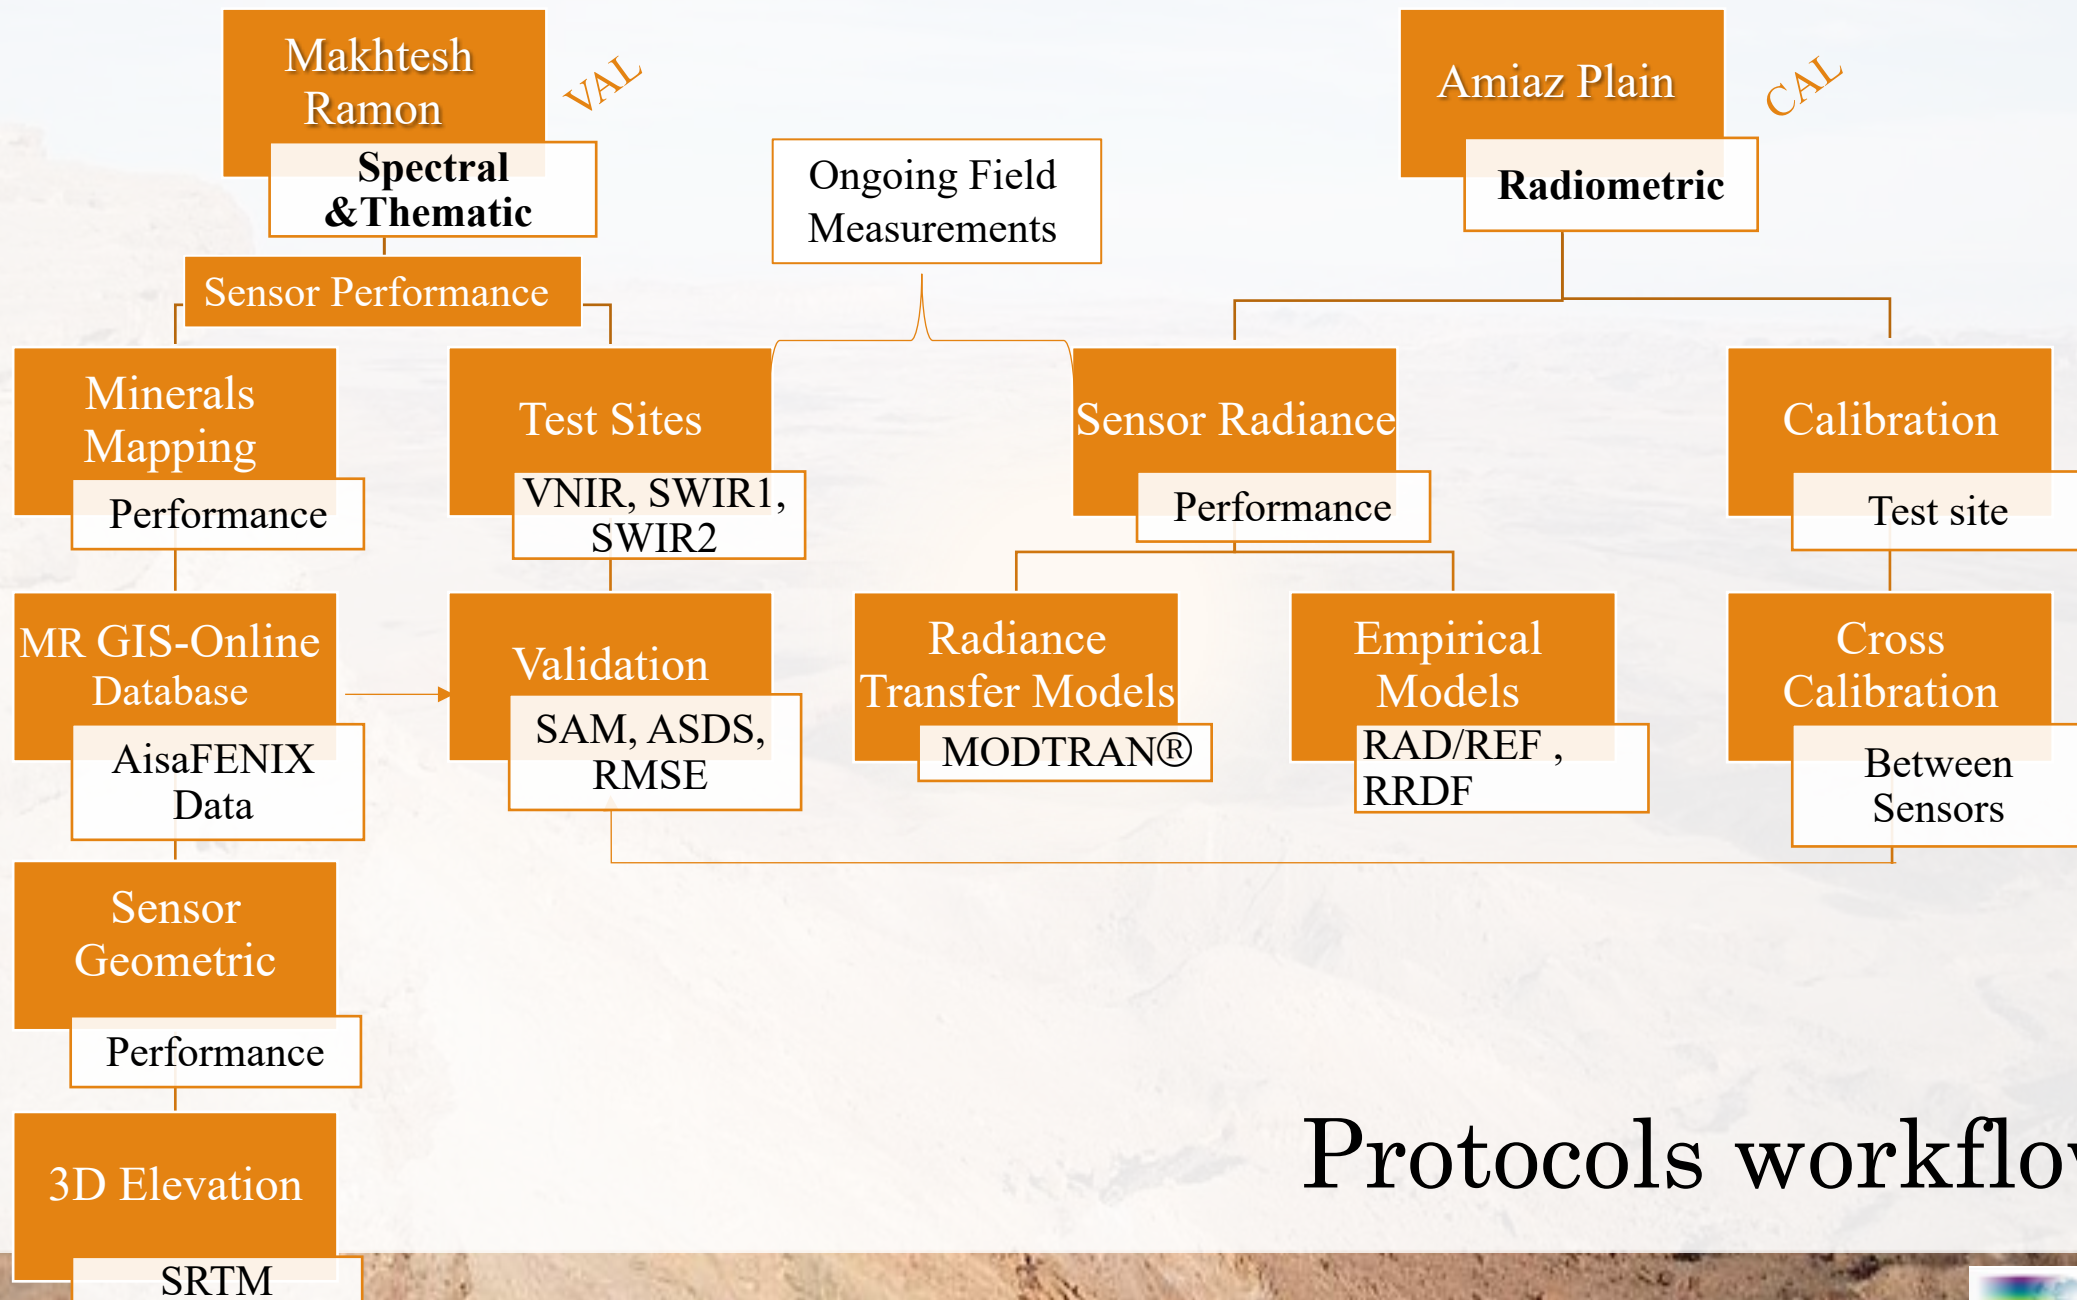 Makhtesh
Ramon
VAL
Spectral
&Thematic
Amiaz Plain
CAL
Radiometric
Ongoing Field
Measurements
Sensor Performance
Minerals
Mapping
Performance
Test Sites
VNIR, SWIR1,
SWIR2
Sensor Radiance
Performance
Calibration
Test site
MR GIS-Online
Database
AisaFENIX
Data
Validation
SAM, ASDS,
RMSE
Radiance
Transfer Models
MODTRAN®
Empirical
Models
RAD/REF ,
RRDF
Cross
Calibration
Between
Sensors
Sensor
Geometric
Performance
3D Elevation
SRTM
Protocols workflow